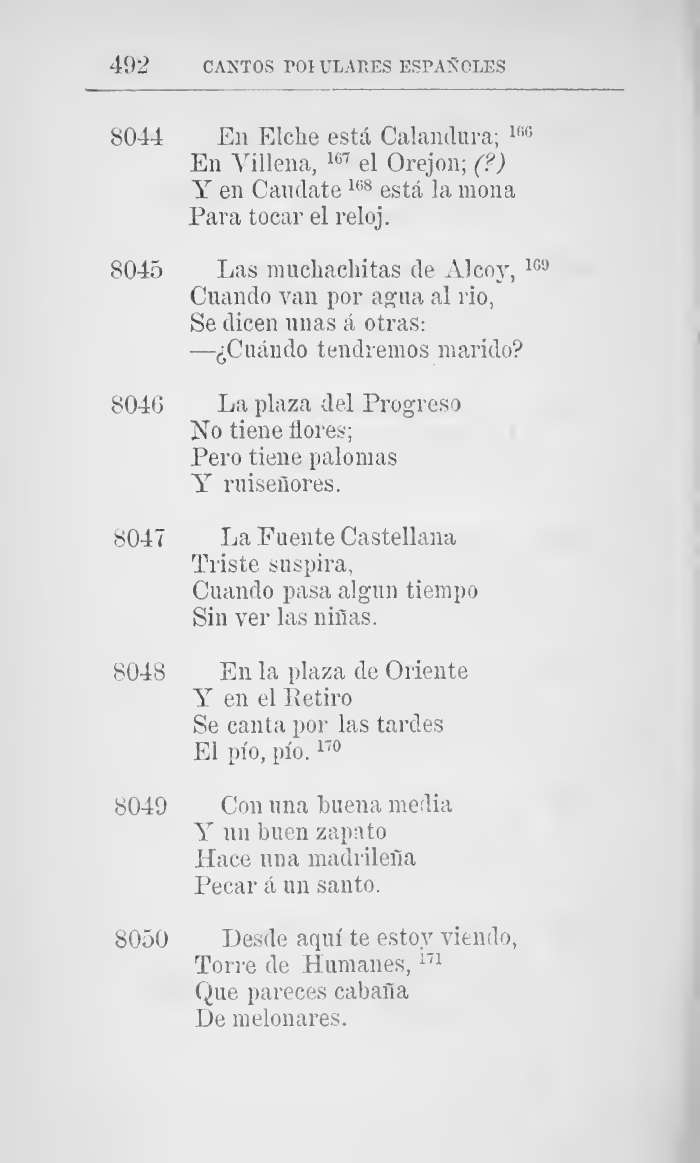 492 CANTOS POPULARES ESPAÑOLES
8044 En Elche está Calandura; 166
En Villena, 167 el Orejon; (?)
Y en Caudate 168 está la mona
Para tocar el reloj.
8045 Las muchachitas de Alcoy, 169
Cuando van por agua al rio,
Se dicen unas á otras:
—¿Cuándo tendremos marido?
8046 La plaza del Progreso
No tiene flores;
Pero tiene palomas
Y ruiseñores.
8047 La Fuente Castellana
Triste suspira,
Cuando pasa algun tiempo
Sin ver las niñas.
8048 En la plaza de Oriente
Y en el Retiro
Se canta por las tardes
El pío, pío. 170
8049 Con una buena media
Y un buen zapato
Hace una madrileña
Pecar á un santo.
8050 Desde aquí te estoy viendo,
Torre de Humanes, 171
Que pareces cabaña
De melonares.